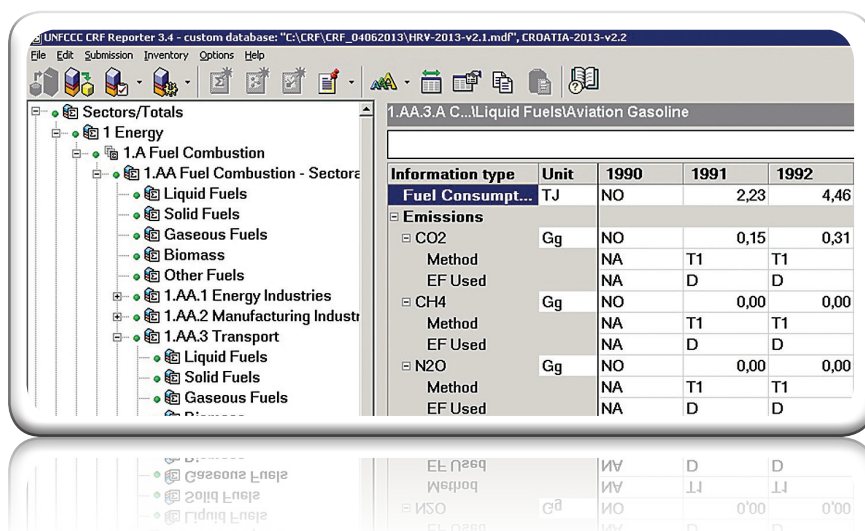 UNFCCC CRF Reporter 3.4 - custom database: "C:\CRF\CRF_04062013\HRV-2013-v2.1.mdf", CROATIA-2013-v2.2
File Edit Submission Inventory Options Help
Sectors/Totals
1 Energy
1.A Fuel Combustion
1.AA Fuel Combustion - Sectora
Liquid Fuels
Solid Fuels
Gaseous Fuels
Biomass
Other Fuels
1.AA.1 Energy Industries
1.AA.2 Manufacturing Industr
1.AA.3 Transport
Liquid Fuels
Solid Fuels
Gaseous Fuels
Biomass
1.AA.3.A C...\Liquid Fuels\Aviation Gasoline
Information type Unit 1990 1991 1992
Fuel Consumpt... TJ NO 2,23 4,46
Emissions
CO2 Gg NO 0,15 0,31
Method NA T1 T1
EF Used NA D D
CH4 Gg NO 0,00 0,00
Method NA T1 T1
EF Used NA D D
N2O Gg NO 0,00 0,00
Method NA T1 T1
EF Used NA D D